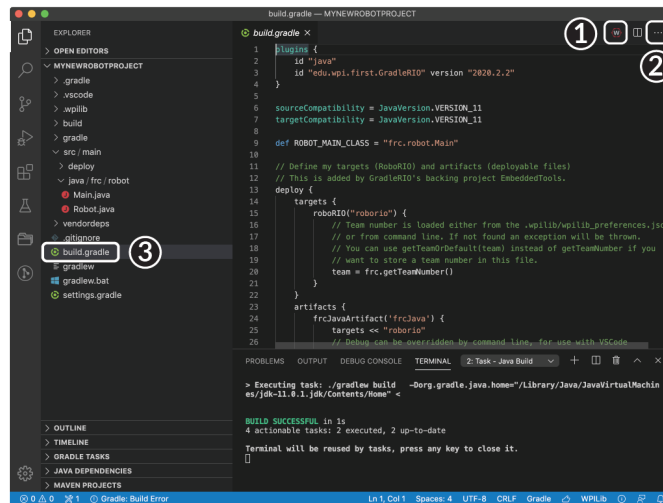 build.gradle — MYNEWROBOTPROJECT
EXPLORER
OPEN EDITORS
MYNEWROBOTPROJECT
.gradle
.vscode
.wpilib
build
gradle
src / main
deploy
java / frc / robot
J Main.java
J Robot.java
vendordeps
.gitignore
build.gradle
gradlew
gradlew.bat
settings.gradle
OUTLINE
TIMELINE
GRADLE TASKS
JAVA DEPENDENCIES
MAVEN PROJECTS
build.gradle ×
W
1
2
3
1 plugins {
2 id "java"
3 id "edu.wpi.first.GradleRIO" version "2020.2.2"
4 }
5
6 sourceCompatibility = JavaVersion.VERSION_11
7 targetCompatibility = JavaVersion.VERSION_11
8
9 def ROBOT_MAIN_CLASS = "frc.robot.Main"
10
11 // Define my targets (RoboRIO) and artifacts (deployable files)
12 // This is added by GradleRIO's backing project EmbeddedTools.
13 deploy {
14 targets {
15 roboRIO("roborio") {
16 // Team number is loaded either from the .wpilib/wpilib_preferences.jso
17 // or from command line. If not found an exception will be thrown.
18 // You can use getTeamOrDefault(team) instead of getTeamNumber if you
19 // want to store a team number in this file.
20 team = frc.getTeamNumber()
21 }
22 }
23 artifacts {
24 frcJavaArtifact('frcJava') {
25 targets << "roborio"
26 // Debug can be overridden by command line, for use with VSCode
PROBLEMS OUTPUT DEBUG CONSOLE TERMINAL 2: Task - Java Build
> Executing task: ./gradlew build -Dorg.gradle.java.home="/Library/Java/JavaVirtualMachin
es/jdk-11.0.1.jdk/Contents/Home" <
BUILD SUCCESSFUL in 1s
4 actionable tasks: 2 executed, 2 up-to-date
Terminal will be reused by tasks, press any key to close it.
0 0 1 Gradle: Build Error Ln 1, Col 1 Spaces: 4 UTF-8 CRLF Gradle WPILib